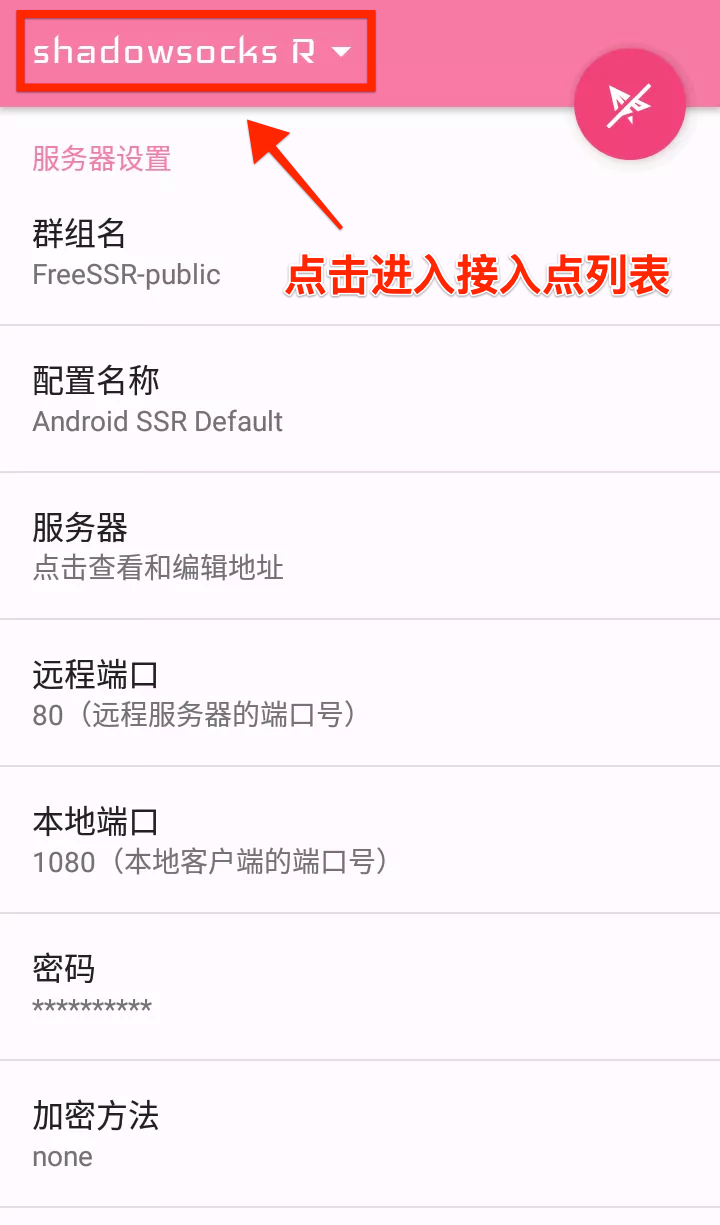 shadowsocks R
服务器设置
群组名
FreeSSR-public
点击进入接入点列表
配置名称
Android SSR Default
服务器
点击查看和编辑地址
远程端口
80（远程服务器的端口号）
本地端口
1080（本地客户端的端口号）
密码
**********
加密方法
none